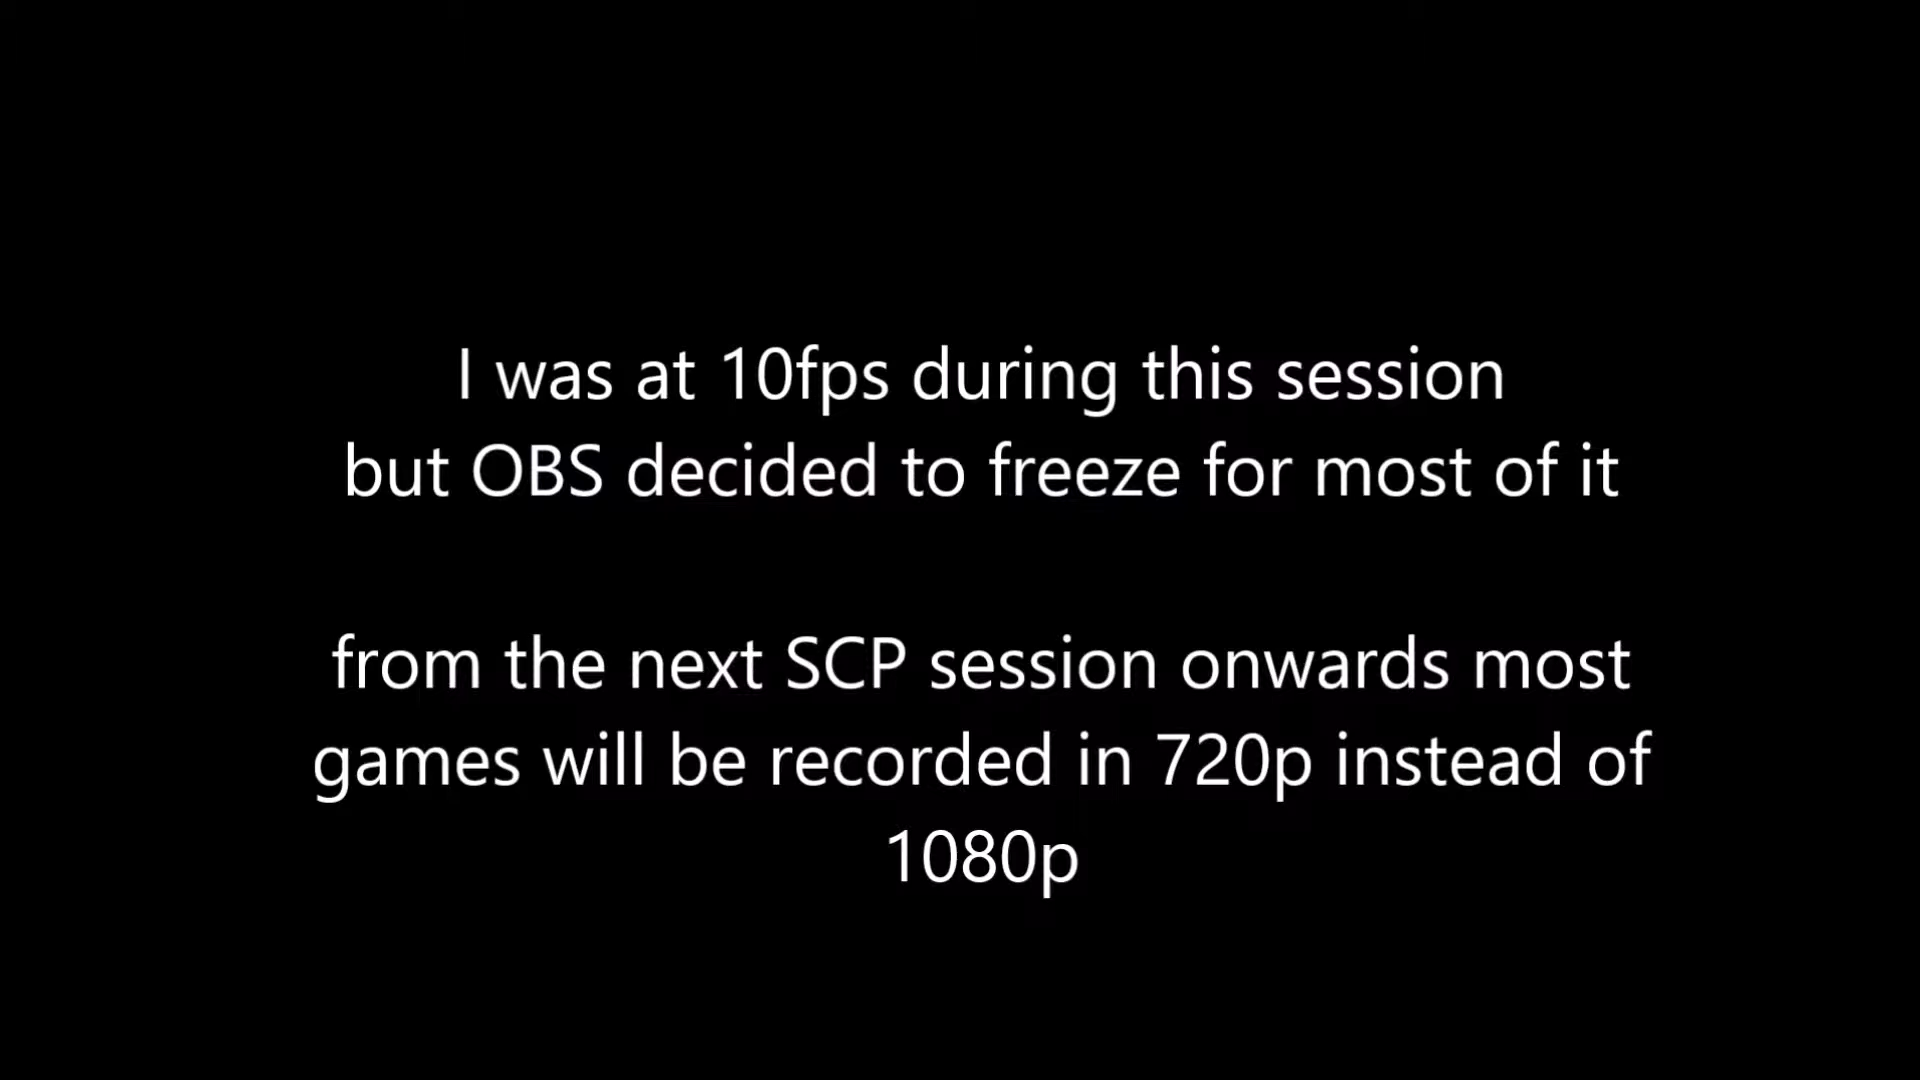 I was at 10fps during this session
but OBS decided to freeze for most of it
from the next SCP session onwards most
games will be recorded in 720p instead of
1080p